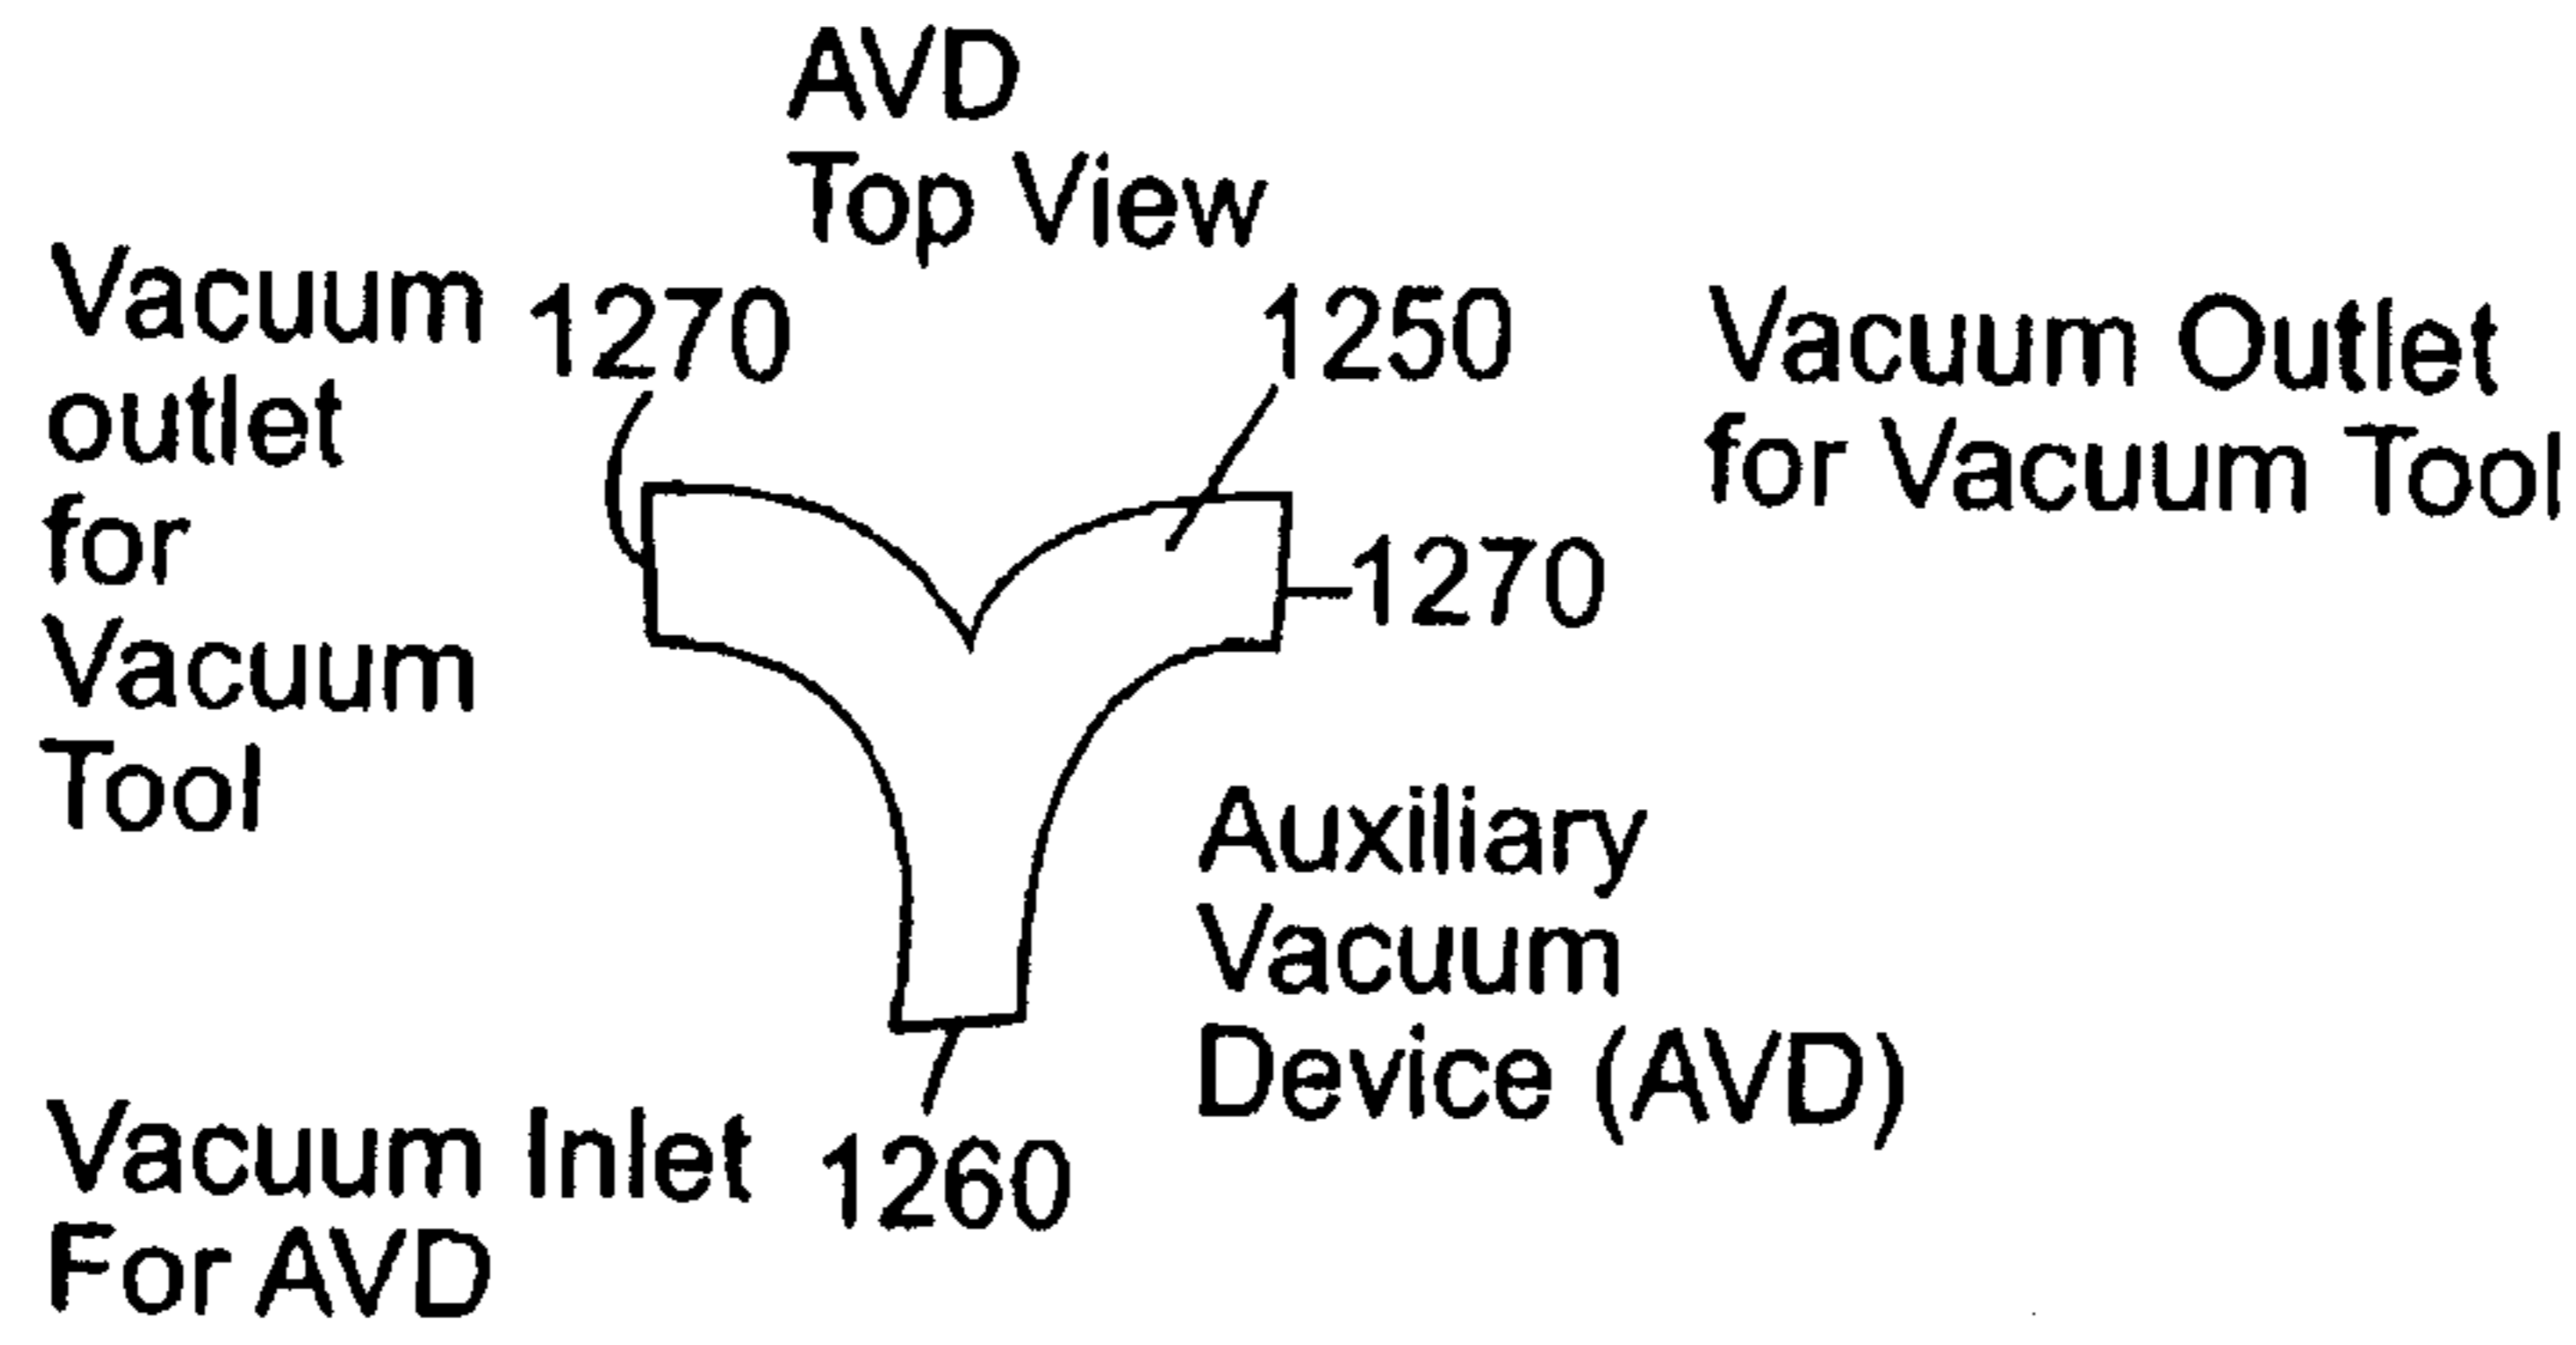 AVD
Top View
Vacuum
outlet
for
Vacuum
Tool
1270
1250
Vacuum Outlet
for Vacuum Tool
1270
Auxiliary
Vacuum
Device (AVD)
Vacuum Inlet
For AVD
1260